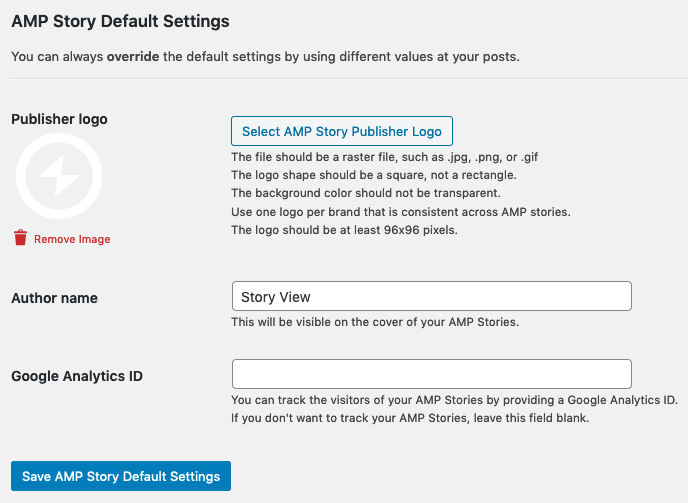 AMP Story Default Settings
You can always override the default settings by using different values at your posts.
Publisher logo
Select AMP Story Publisher Logo
The file should be a raster file, such as .jpg, .png, or .gif
The logo shape should be a square, not a rectangle.
The background color should not be transparent.
Use one logo per brand that is consistent across AMP stories.
The logo should be at least 96x96 pixels.
Remove Image
Author name
Story View
This will be visible on the cover of your AMP Stories.
Google Analytics ID
You can track the visitors of your AMP Stories by providing a Google Analytics ID.
If you don't want to track your AMP Stories, leave this field blank.
Save AMP Story Default Settings